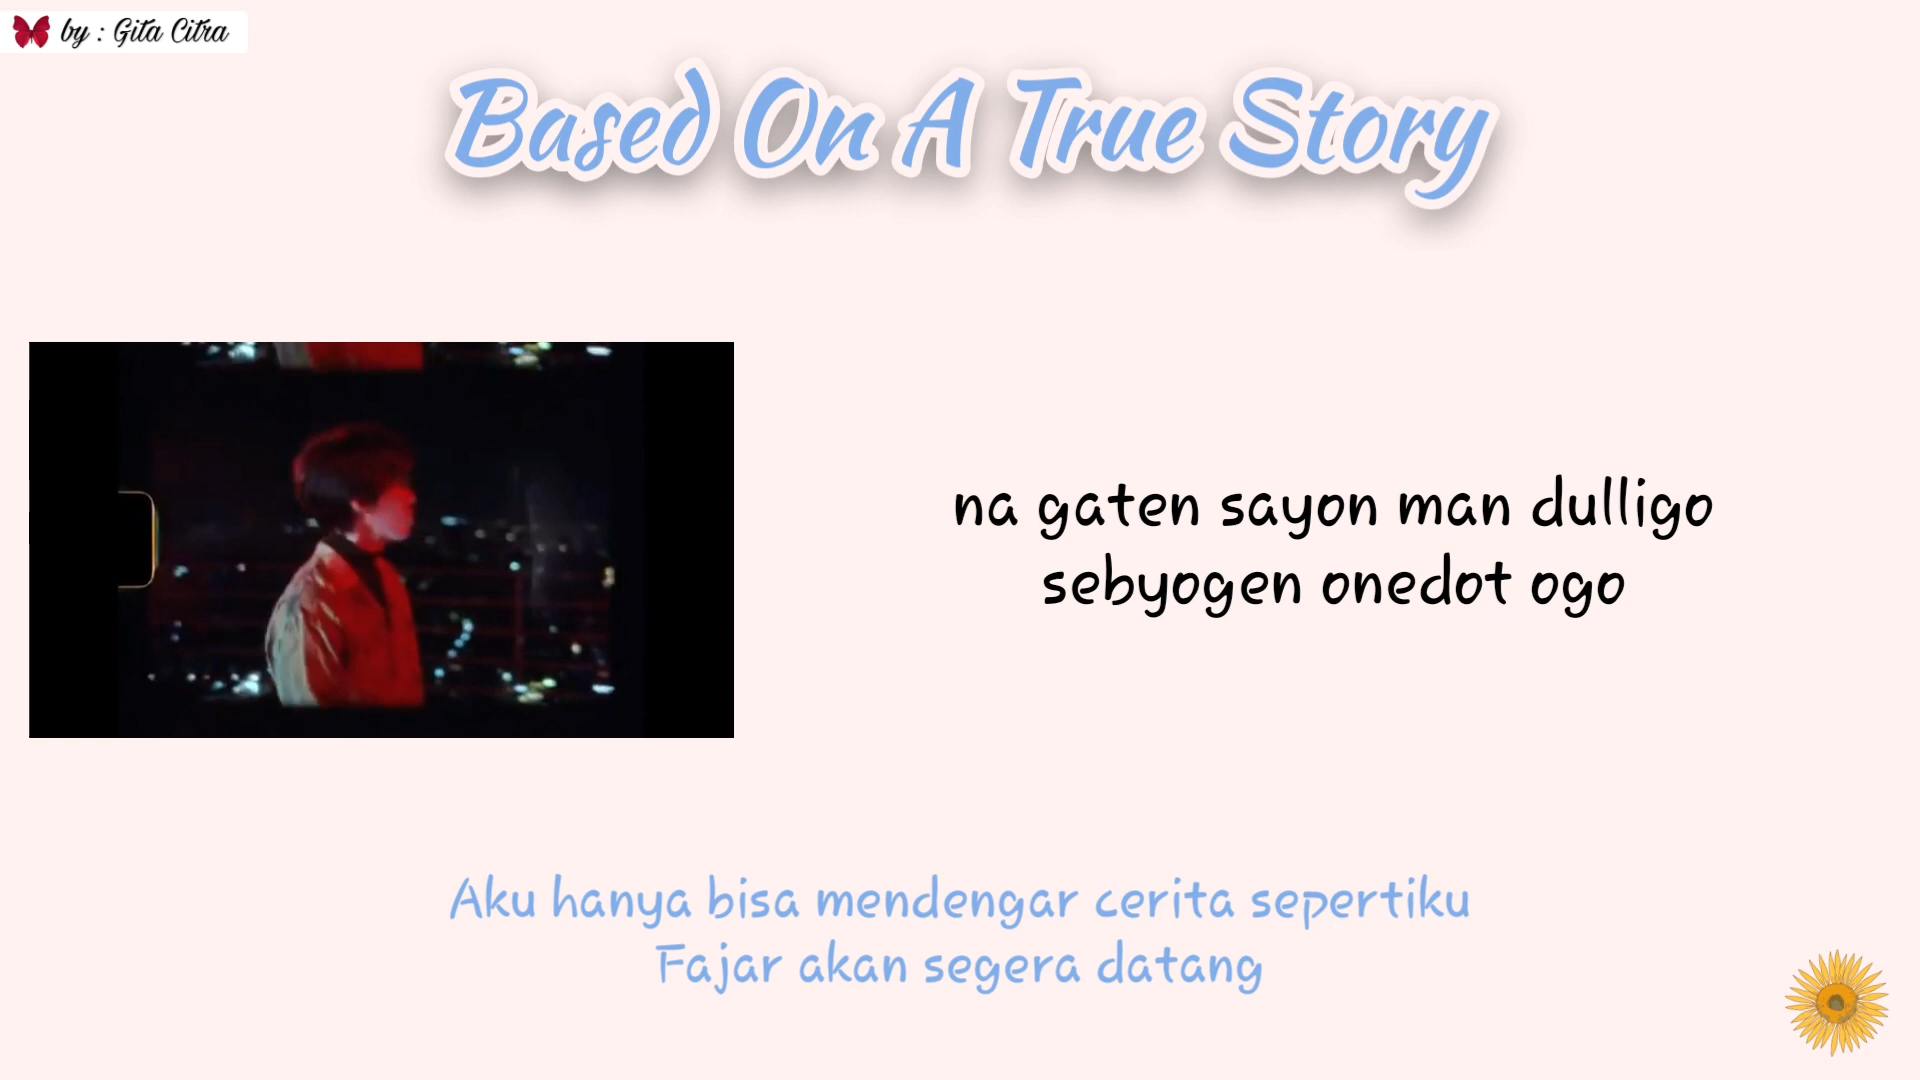 by : Gita Citra
Based On A True Story
na gaten sayon man dulligo
sebyogen onedot ogo
Aku hanya bisa mendengar cerita sepertiku
Fajar akan segera datang